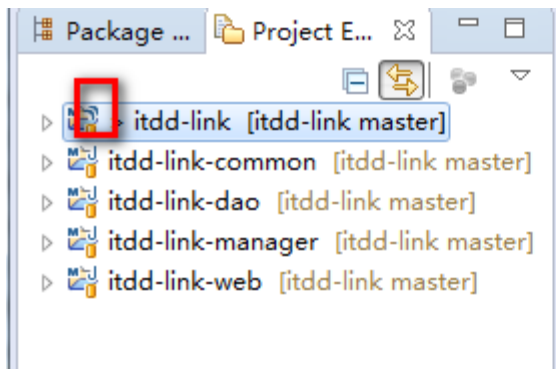 Package ... Project E...
> itdd-link [itdd-link master]
itdd-link-common [itdd-link master]
itdd-link-dao [itdd-link master]
itdd-link-manager [itdd-link master]
itdd-link-web [itdd-link master]